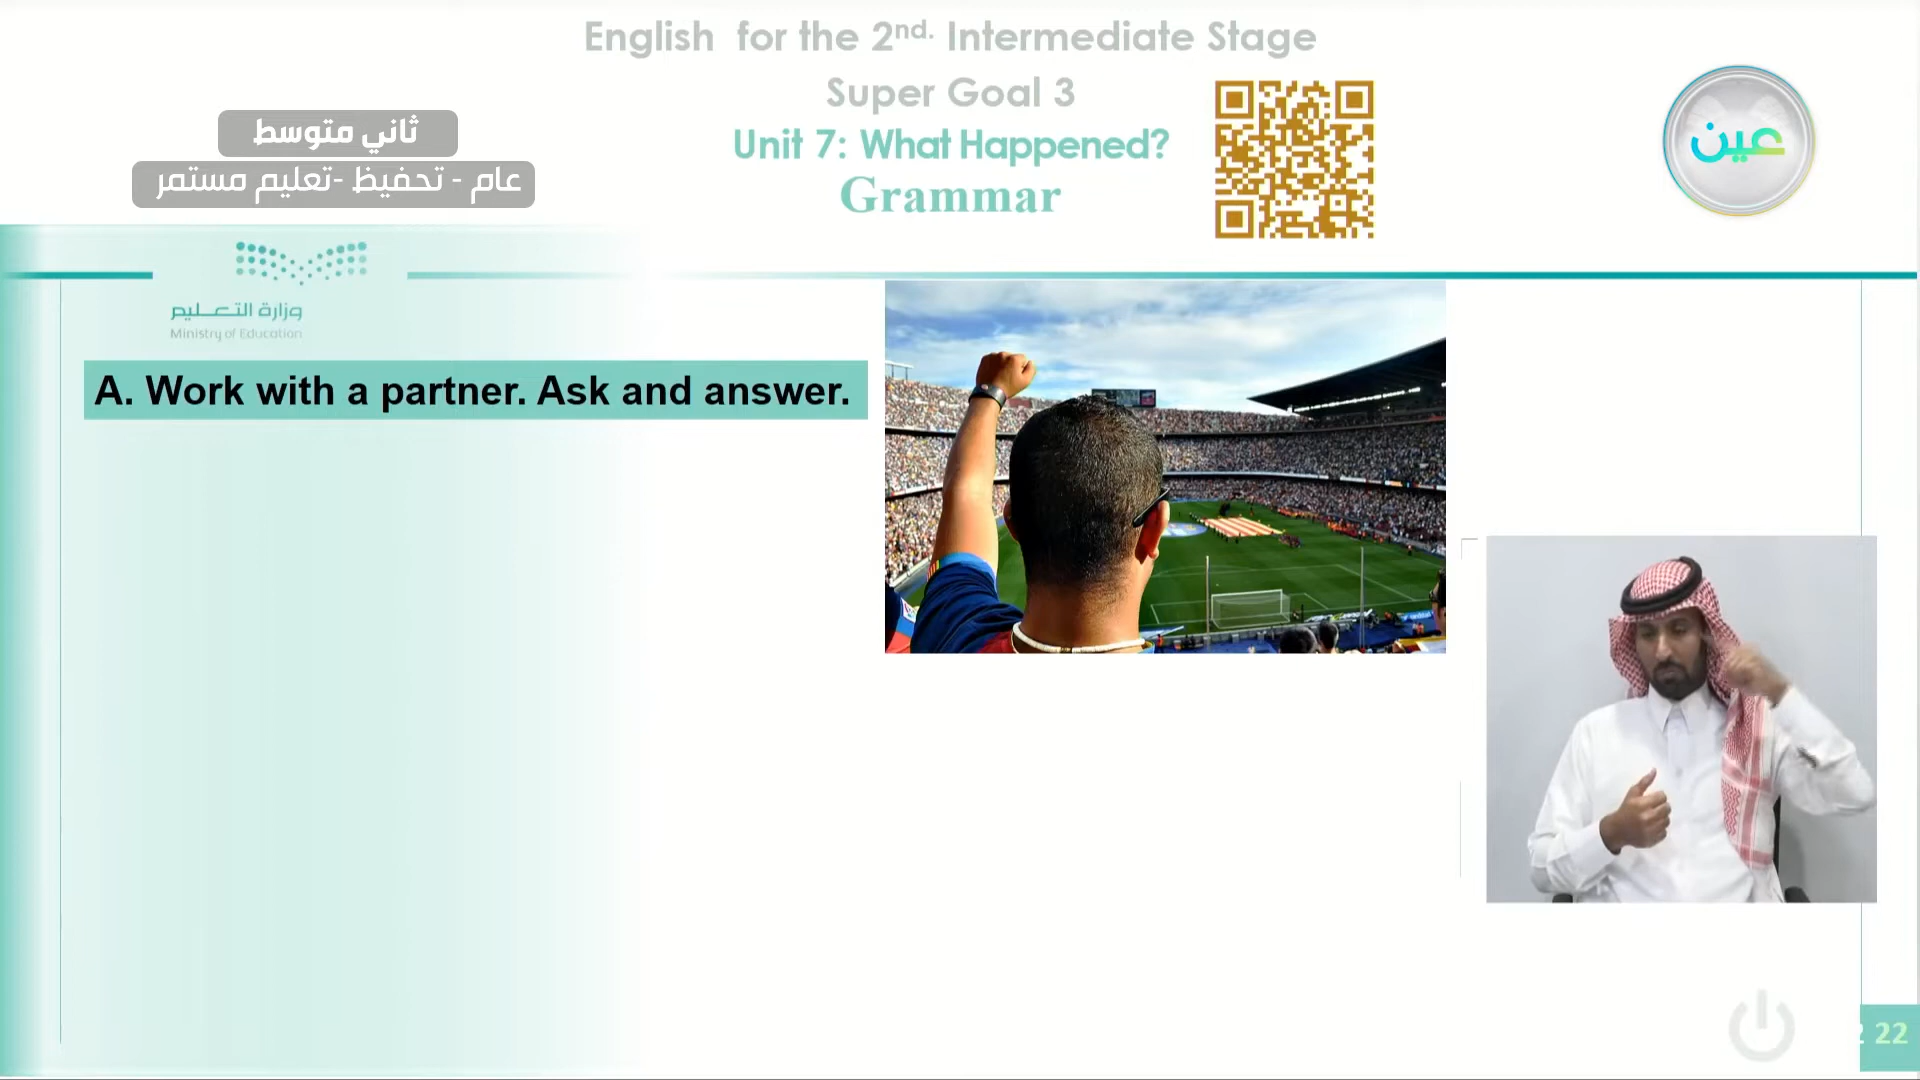 English for the 2nd. Intermediate Stage
Super Goal 3
Unit 7: What Happened?
Grammar
ثاني متوسط
عام - تحفيظ -تعليم مستمر
عين
وزارة التعليم
Ministry of Education
A. Work with a partner. Ask and answer.
22